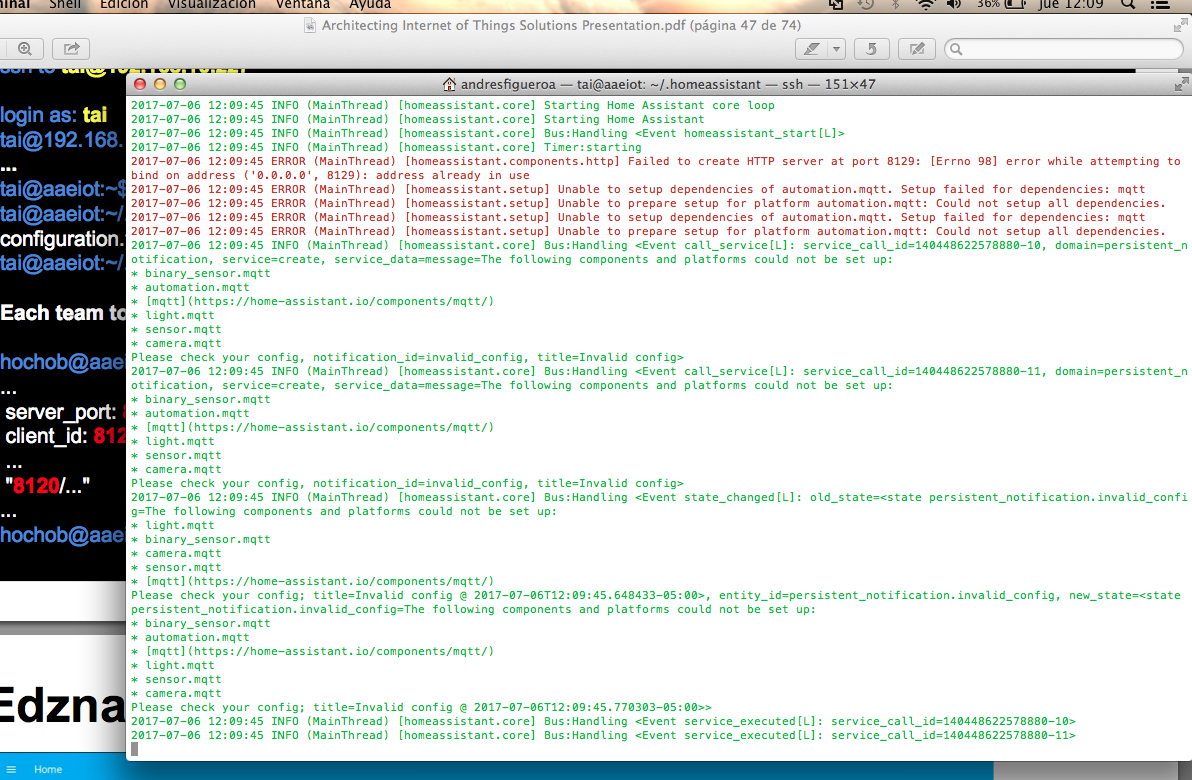 Shell Edición Visualización Ventana Ayuda 36% jue 12:09
Architecting Internet of Things Solutions Presentation.pdf (página 47 de 74)
andresfigueroa — tai@aaeiot: ~/.homeassistant — ssh — 151×47
login as: tai
tai@192.168.
...
tai@aaeiot:~$
tai@aaeiot:~/
configuration.
tai@aaeiot:~/
Each team to
hochob@aaei
...
server_port: 8
client_id: 812
...
"8120/..."
...
hochob@aaei
Edzna
Home
2017-07-06 12:09:45 INFO (MainThread) [homeassistant.core] Starting Home Assistant core loop
2017-07-06 12:09:45 INFO (MainThread) [homeassistant.core] Starting Home Assistant
2017-07-06 12:09:45 INFO (MainThread) [homeassistant.core] Bus:Handling <Event homeassistant_start[L]>
2017-07-06 12:09:45 INFO (MainThread) [homeassistant.core] Timer:starting
2017-07-06 12:09:45 ERROR (MainThread) [homeassistant.components.http] Failed to create HTTP server at port 8129: [Errno 98] error while attempting to
bind on address ('0.0.0.0', 8129): address already in use
2017-07-06 12:09:45 ERROR (MainThread) [homeassistant.setup] Unable to setup dependencies of automation.mqtt. Setup failed for dependencies: mqtt
2017-07-06 12:09:45 ERROR (MainThread) [homeassistant.setup] Unable to prepare setup for platform automation.mqtt: Could not setup all dependencies.
2017-07-06 12:09:45 ERROR (MainThread) [homeassistant.setup] Unable to setup dependencies of automation.mqtt. Setup failed for dependencies: mqtt
2017-07-06 12:09:45 ERROR (MainThread) [homeassistant.setup] Unable to prepare setup for platform automation.mqtt: Could not setup all dependencies.
2017-07-06 12:09:45 INFO (MainThread) [homeassistant.core] Bus:Handling <Event call_service[L]: service_call_id=140448622578880-10, domain=persistent_n
otification, service=create, service_data=message=The following components and platforms could not be set up:
* binary_sensor.mqtt
* automation.mqtt
* [mqtt](https://home-assistant.io/components/mqtt/)
* light.mqtt
* sensor.mqtt
* camera.mqtt
Please check your config, notification_id=invalid_config, title=Invalid config>
2017-07-06 12:09:45 INFO (MainThread) [homeassistant.core] Bus:Handling <Event call_service[L]: service_call_id=140448622578880-11, domain=persistent_n
otification, service=create, service_data=message=The following components and platforms could not be set up:
* binary_sensor.mqtt
* automation.mqtt
* [mqtt](https://home-assistant.io/components/mqtt/)
* light.mqtt
* sensor.mqtt
* camera.mqtt
Please check your config, notification_id=invalid_config, title=Invalid config>
2017-07-06 12:09:45 INFO (MainThread) [homeassistant.core] Bus:Handling <Event state_changed[L]: old_state=<state persistent_notification.invalid_confi
g=The following components and platforms could not be set up:
* light.mqtt
* binary_sensor.mqtt
* camera.mqtt
* sensor.mqtt
* [mqtt](https://home-assistant.io/components/mqtt/)
Please check your config; title=Invalid config @ 2017-07-06T12:09:45.648433-05:00>, entity_id=persistent_notification.invalid_config, new_state=<state
persistent_notification.invalid_config=The following components and platforms could not be set up:
* binary_sensor.mqtt
* automation.mqtt
* [mqtt](https://home-assistant.io/components/mqtt/)
* light.mqtt
* sensor.mqtt
* camera.mqtt
Please check your config; title=Invalid config @ 2017-07-06T12:09:45.770303-05:00>>
2017-07-06 12:09:45 INFO (MainThread) [homeassistant.core] Bus:Handling <Event service_executed[L]: service_call_id=140448622578880-10>
2017-07-06 12:09:45 INFO (MainThread) [homeassistant.core] Bus:Handling <Event service_executed[L]: service_call_id=140448622578880-11>